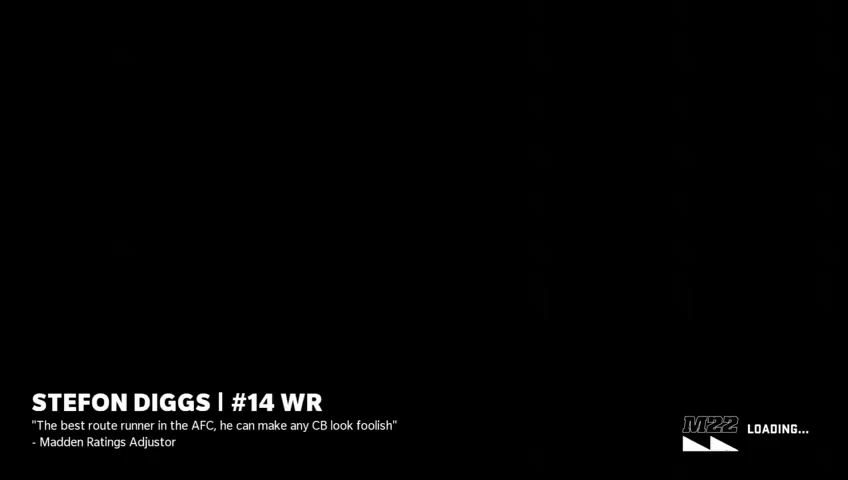 STEFON DIGGS | #14 WR
"The best route runner in the AFC, he can make any CB look foolish"
- Madden Ratings Adjustor
M22
LOADING...